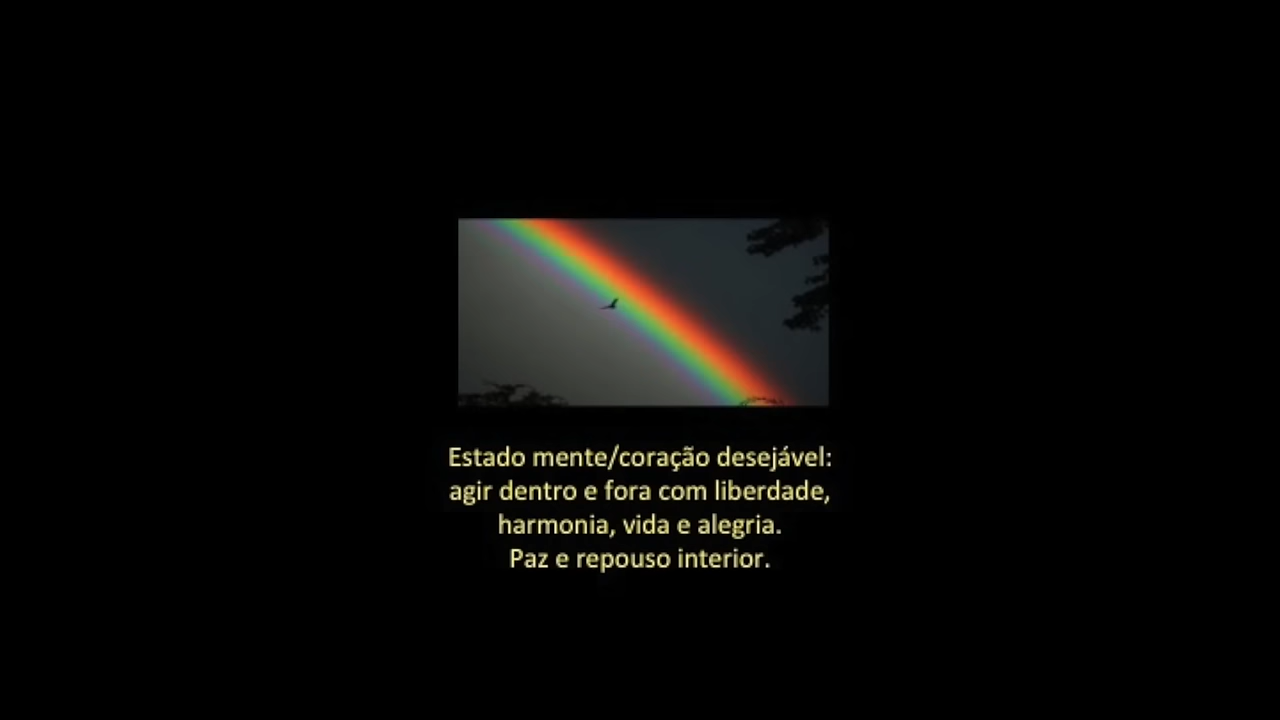 Estado mente/coração desejável:
agir dentro e fora com liberdade,
harmonia, vida e alegria.
Paz e repouso interior.